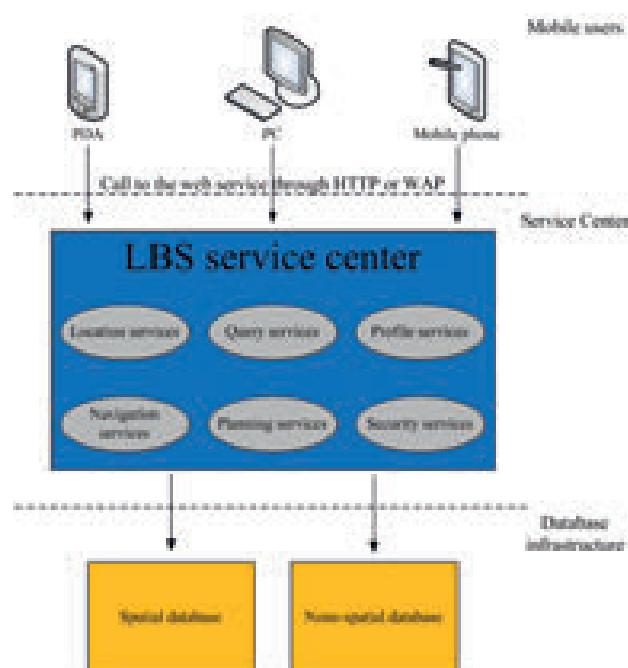 Mobile users
PDA
PC
Mobile phone
Call to the web service through HTTP or WAP
Service Center
LBS service center
Location services
Query services
Profile services
Navigation
services
Planning services
Security services
Database
infrastructure
Spatial database
None-spatial database